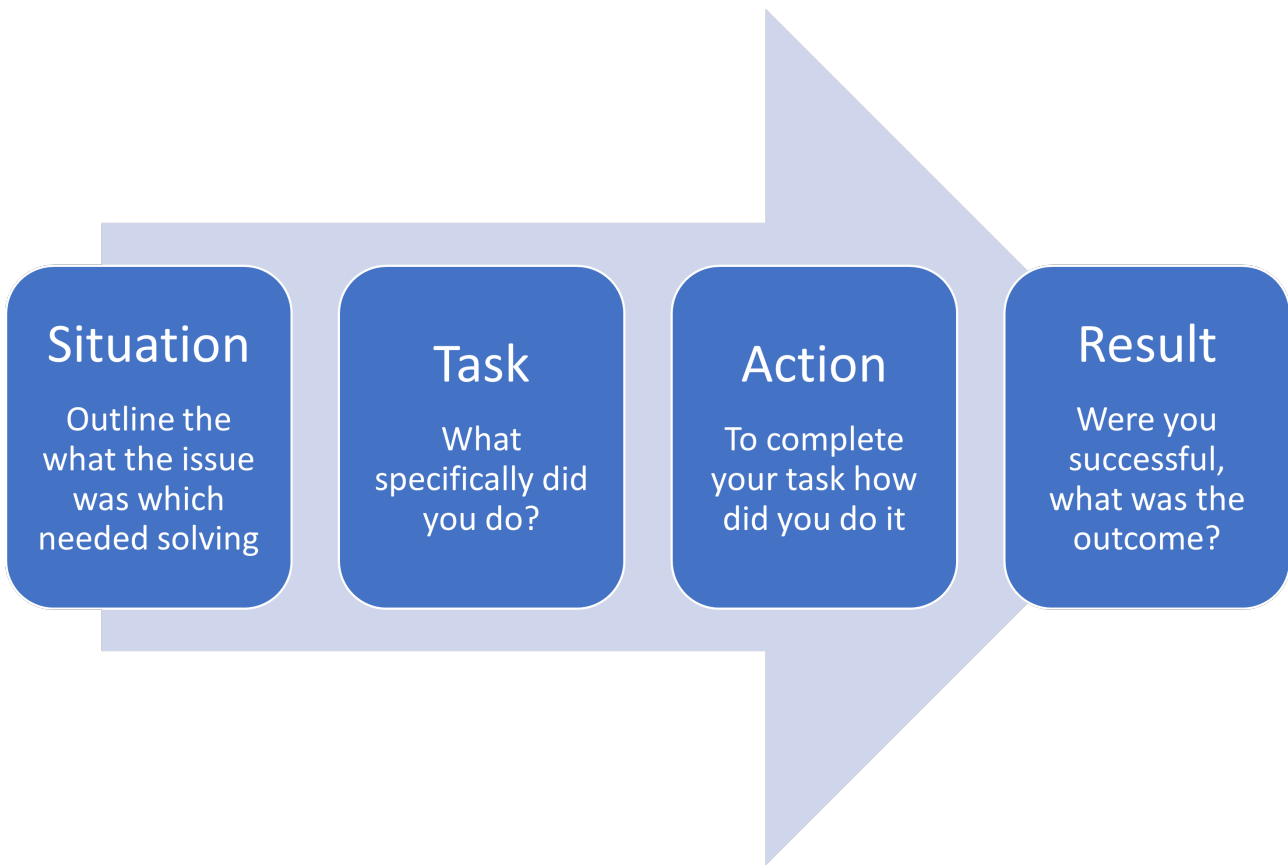 Situation
Outline the
what the issue
was which
needed solving
Task
What
specifically did
you do?
Action
To complete
your task how
did you do it
Result
Were you
successful,
what was the
outcome?